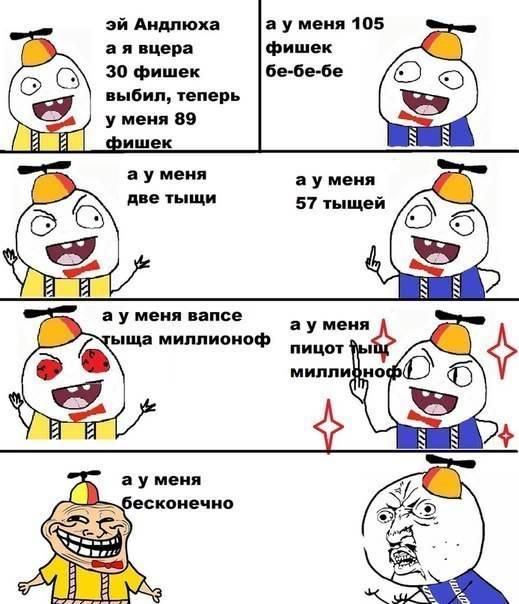 эй Андлюха
а я вцера
30 фишек
выбил, теперь
у меня 89
фишек
а у меня 105
фишек
бе-бе-бе
а у меня
две тыщи
а у меня
57 тыщей
а у меня вапсе
тыща миллионоф
а у меня
пицот тыщ
миллионоф
а у меня
бесконечно